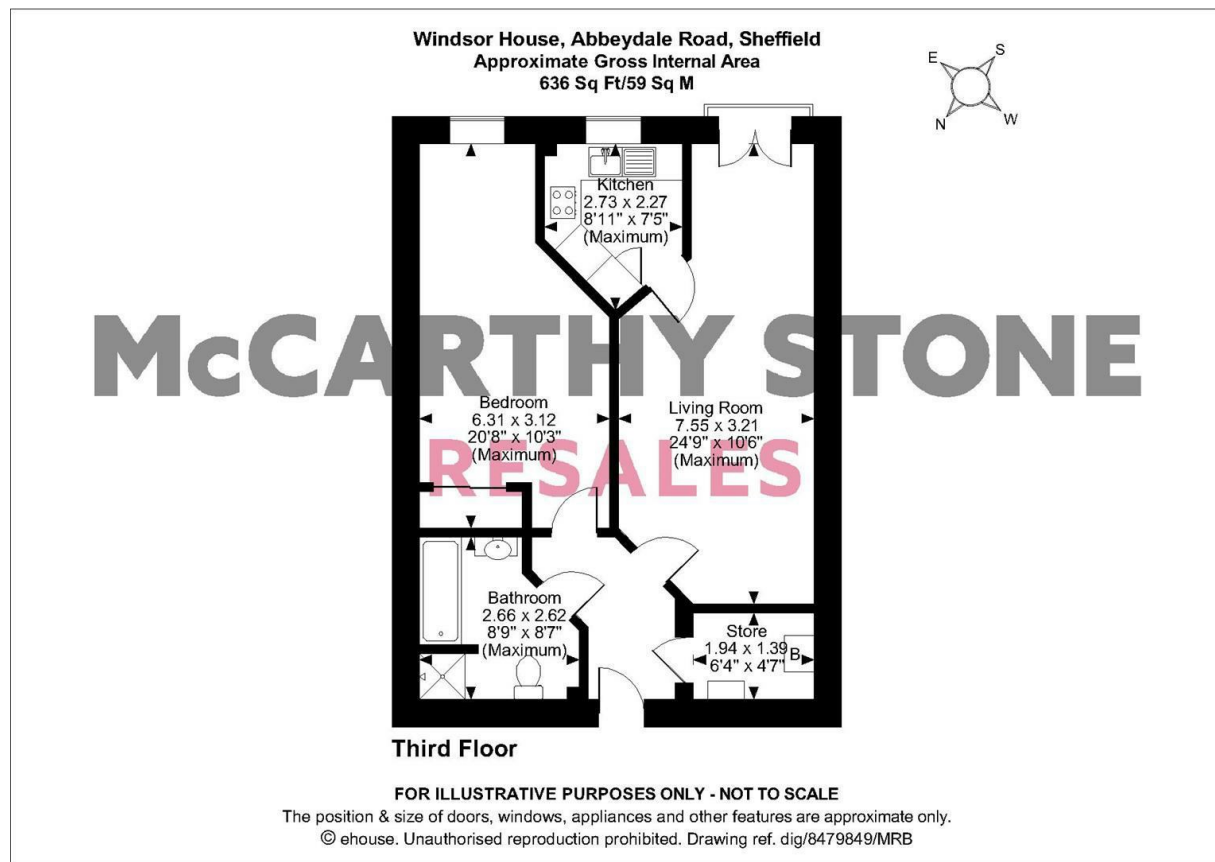 Windsor House, Abbeydale Road, Sheffield
Approximate Gross Internal Area
636 Sq Ft/59 Sq M
E
S
N
W
Kitchen
2.73 x 2.27
8'11" x 7'5"
(Maximum)
McCARTHY STONE
RESALES
Bedroom
6.31 x 3.12
20'8" x 10'3"
(Maximum)
Living Room
7.55 x 3.21
24'9" x 10'6"
(Maximum)
Bathroom
2.66 x 2.62
8'9" x 8'7"
(Maximum)
Store
1.94 x 1.39
6'4" x 4'7"
B
Third Floor
FOR ILLUSTRATIVE PURPOSES ONLY - NOT TO SCALE
The position & size of doors, windows, appliances and other features are approximate only.
© ehouse. Unauthorised reproduction prohibited. Drawing ref. dig/8479849/MRB